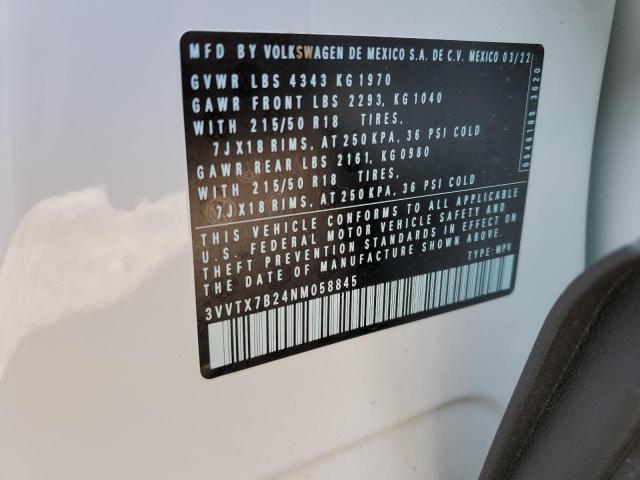 MFD BY VOLKSWAGEN DE MEXICO S.A. DE C.V. MEXICO 03/22
GVWR LBS 4343 KG 1970
GAWR FRONT LBS 2293, KG 1040
WITH 215/50 R18 TIRES,
7JX18 RIMS, AT 250 KPA, 36 PSI COLD
GAWR REAR LBS 2161, KG 0980
WITH 215/50 R18 TIRES,
7JX18 RIMS, AT 250 KPA, 36 PSI COLD
THIS VEHICLE CONFORMS TO ALL APPLICABLE
U.S. FEDERAL MOTOR VEHICLE SAFETY AND
THEFT PREVENTION STANDARDS IN EFFECT ON
THE DATE OF MANUFACTURE SHOWN ABOVE.
TYPE: MPV
3VVTX7B24NM058845
0646189 3620